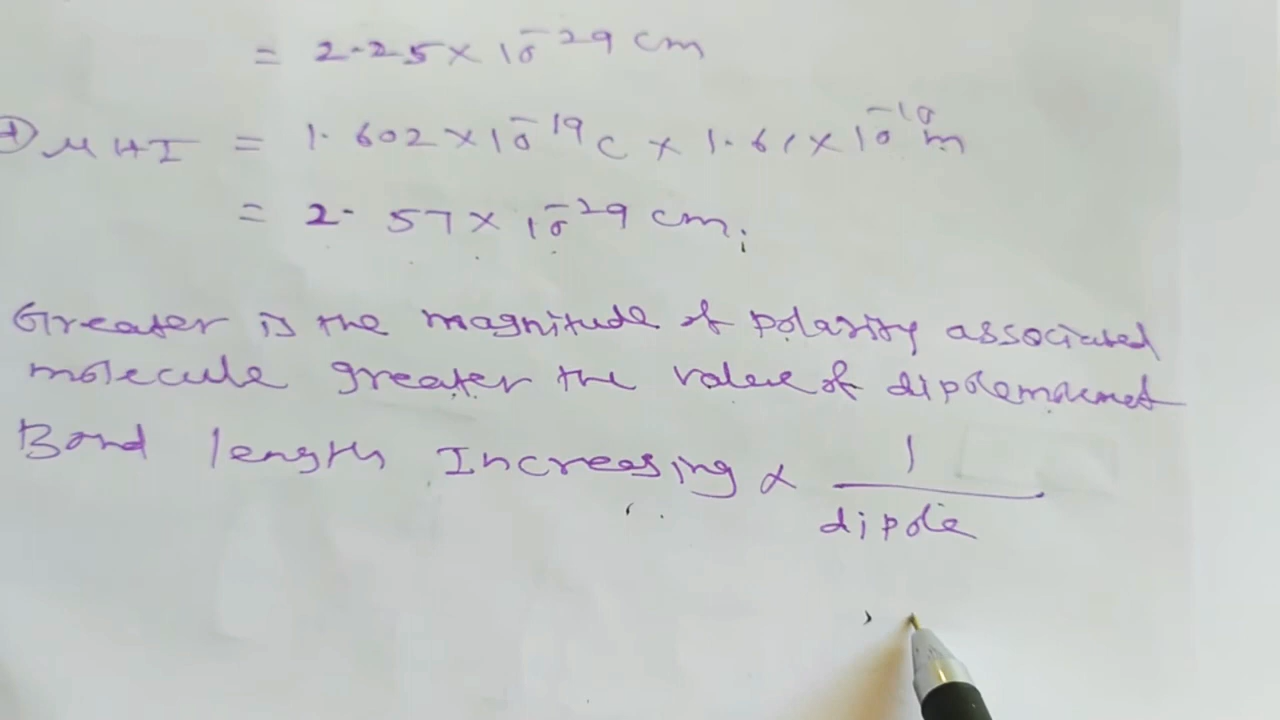 = 2.25 × 10⁻²⁹ cm
μ HI = 1.602 × 10⁻¹⁹ C × 1.61 × 10⁻¹⁰ m
= 2.57 × 10⁻²⁹ cm.
Greater is the magnitude of polarity associated
molecule greater the value of dipolemoment
Bond length Increasing ∝ 1/dipole